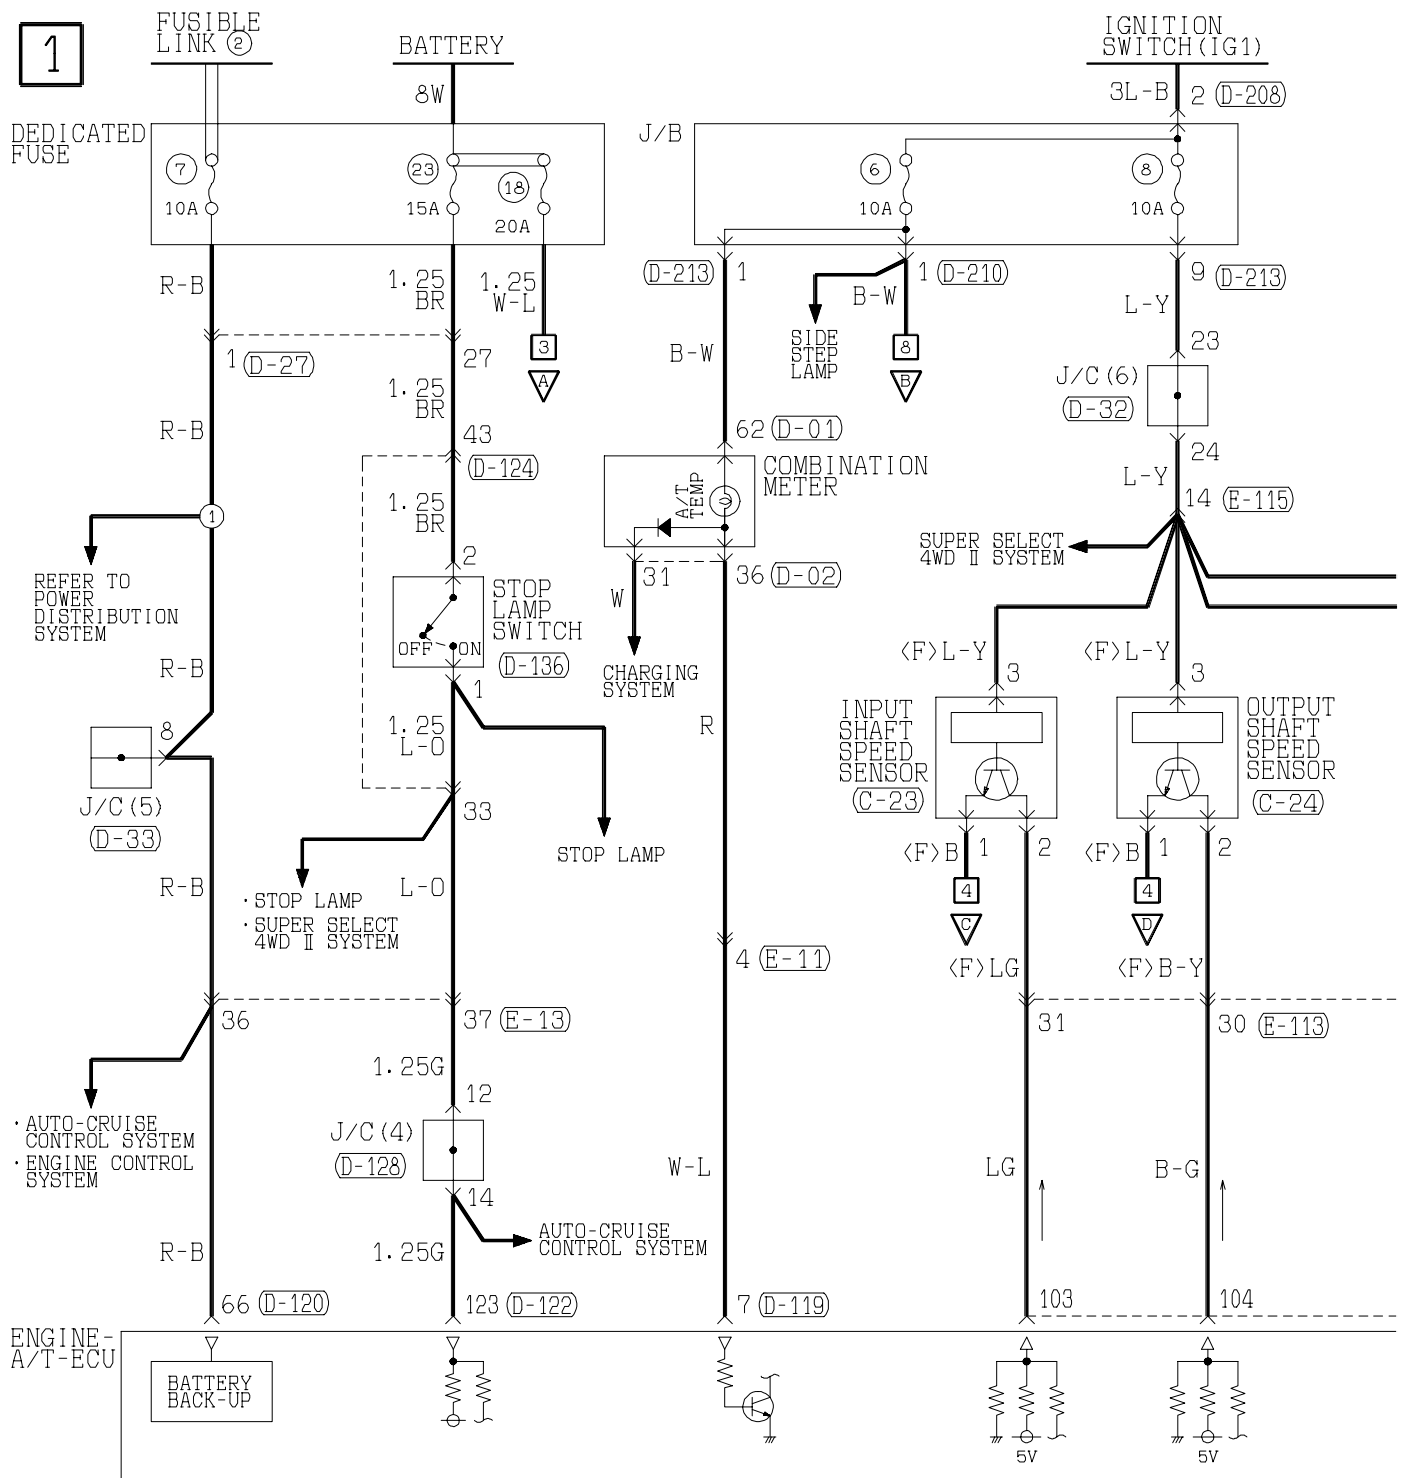 1
FUSIBLE
LINK ②
BATTERY
IGNITION
SWITCH(IG1)
8W
3L-B
2
D-208
DEDICATED
FUSE
J/B
7
23
18
6
8
10A
15A
20A
10A
10A
R-B
1.25
BR
1.25
W-L
D-213
1
1
D-210
9
D-213
B-W
L-Y
SIDE
STEP
LAMP
3
A
8
B
1
D-27
27
B-W
23
J/C(6)
D-32
1.25
BR
R-B
43
D-124
62
D-01
24
COMBINATION
METER
A/T
TEMP
L-Y
14
E-115
1.25
BR
1
SUPER SELECT
4WD Ⅱ SYSTEM
2
31
36
D-02
REFER TO
POWER
DISTRIBUTION
SYSTEM
STOP
LAMP
SWITCH
OFF
ON
D-136
W
CHARGING
SYSTEM
<F>L-Y
3
<F>L-Y
3
R-B
1
INPUT
SHAFT
SPEED
SENSOR
C-23
OUTPUT
SHAFT
SPEED
SENSOR
C-24
8
1.25
L-O
R
J/C(5)
D-33
33
STOP LAMP
<F>B
1
2
<F>B
1
2
R-B
L-O
4
C
4
D
・STOP LAMP
・SUPER SELECT
4WD Ⅱ SYSTEM
4
E-11
<F>LG
<F>B-Y
36
37
E-13
31
30
E-113
1.25G
12
・AUTO-CRUISE
CONTROL SYSTEM
・ENGINE CONTROL
SYSTEM
J/C(4)
D-128
W-L
LG
B-G
14
R-B
1.25G
AUTO-CRUISE
CONTROL SYSTEM
66
D-120
123
D-122
7
D-119
103
104
ENGINE-
A/T-ECU
BATTERY
BACK-UP
5V
5V